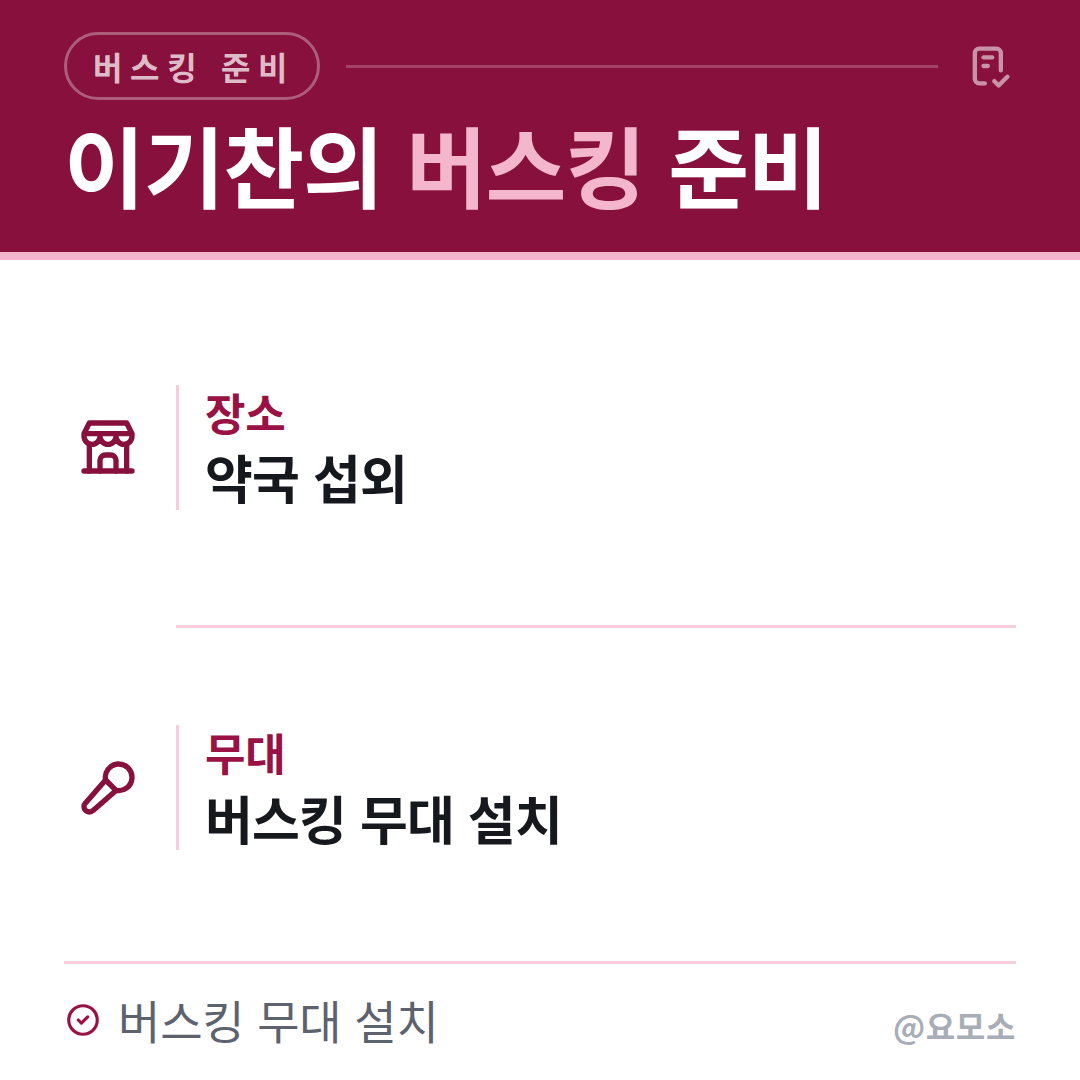 버스킹 준비
이기찬의 버스킹 준비
장소
약국 섭외
무대
버스킹 무대 설치
버스킹 무대 설치
@요모소